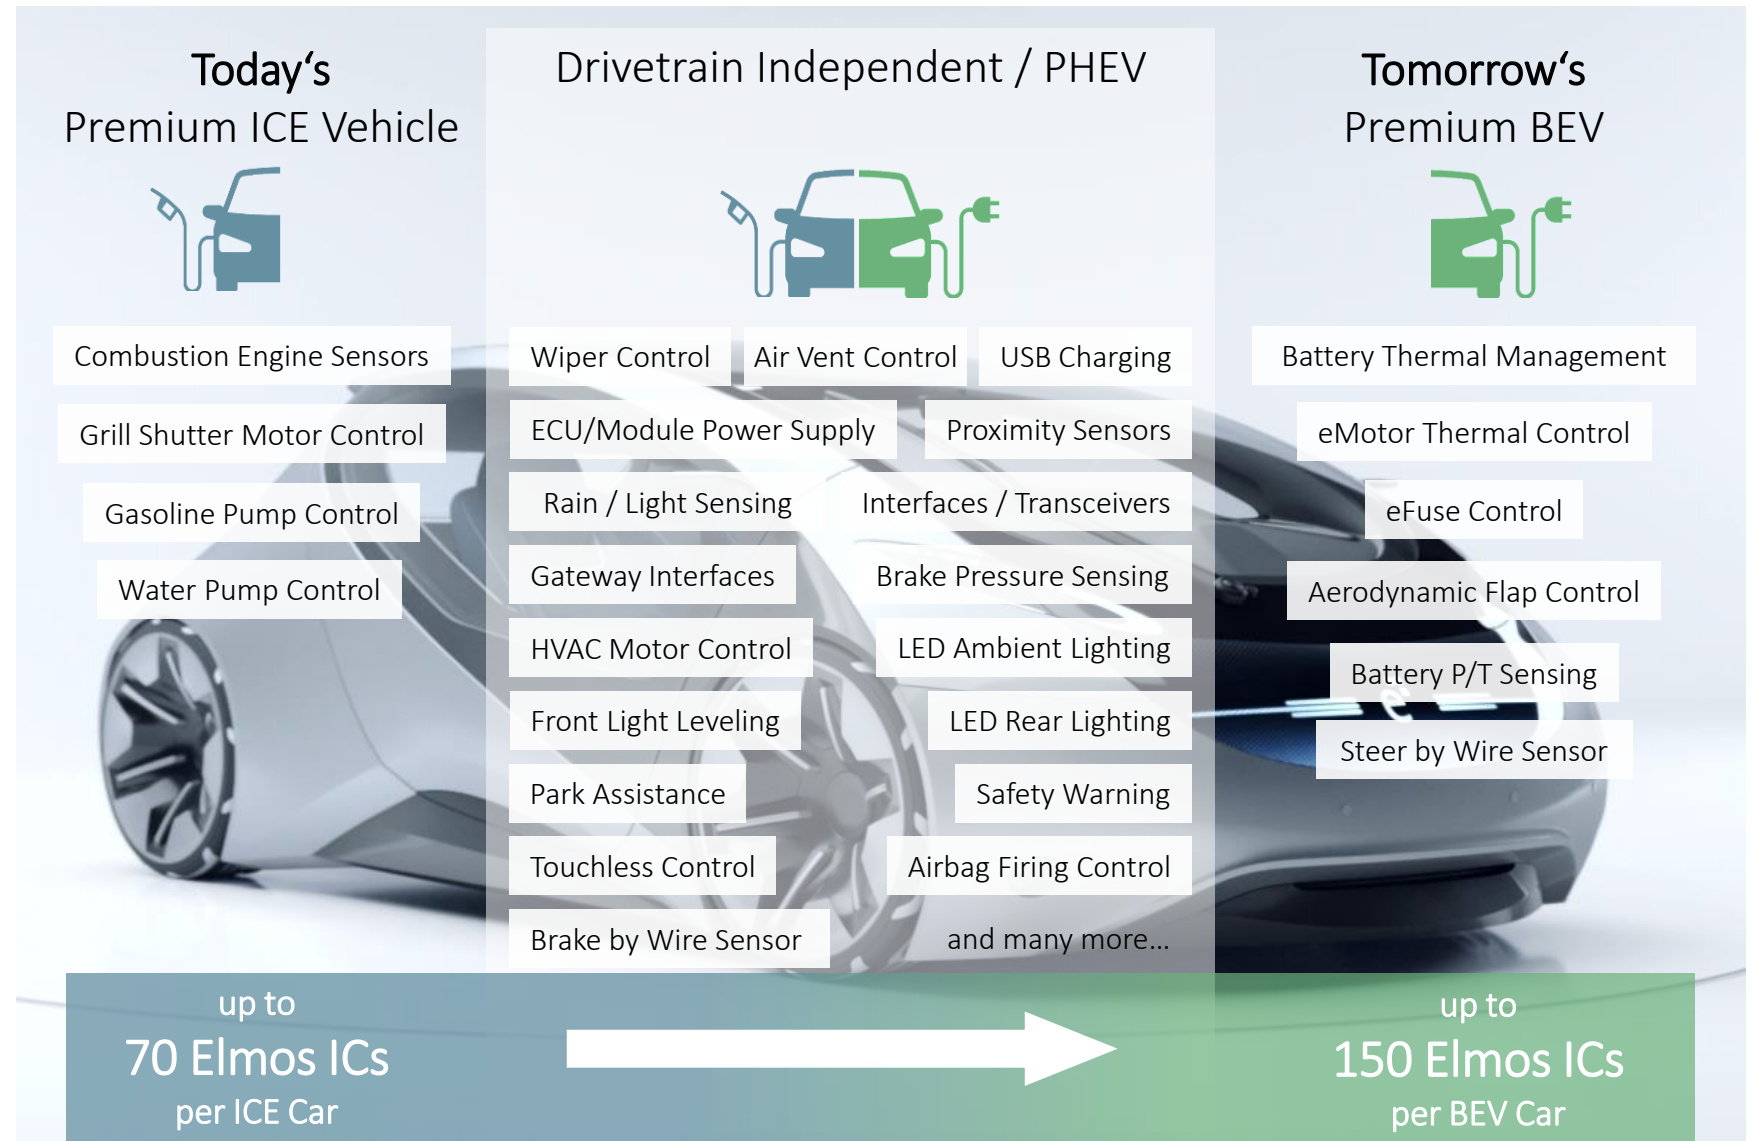 Today‘s
Premium ICE Vehicle
Combustion Engine Sensors
Grill Shutter Motor Control
Gasoline Pump Control
Water Pump Control
Drivetrain Independent / PHEV
Wiper Control
Air Vent Control
USB Charging
ECU/Module Power Supply
Proximity Sensors
Rain / Light Sensing
Interfaces / Transceivers
Gateway Interfaces
Brake Pressure Sensing
HVAC Motor Control
LED Ambient Lighting
Front Light Leveling
LED Rear Lighting
Park Assistance
Safety Warning
Touchless Control
Airbag Firing Control
Brake by Wire Sensor
and many more...
Tomorrow‘s
Premium BEV
Battery Thermal Management
eMotor Thermal Control
eFuse Control
Aerodynamic Flap Control
Battery P/T Sensing
Steer by Wire Sensor
up to
70 Elmos ICs
per ICE Car
up to
150 Elmos ICs
per BEV Car